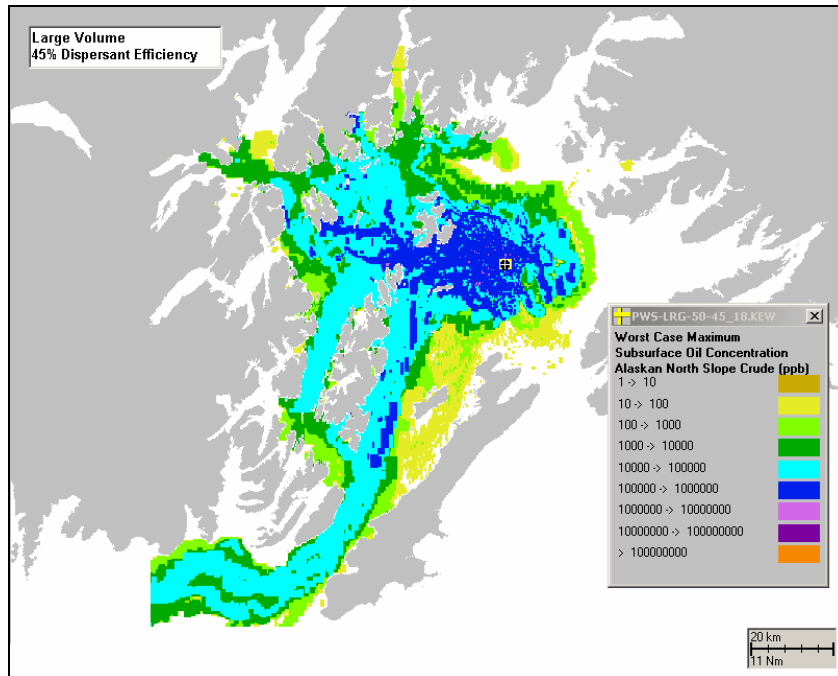 Large Volume
45% Dispersant Efficiency
PWS-LRG-50-45_18.KEW
Worst Case Maximum
Subsurface Oil Concentration
Alaskan North Slope Crude (ppb)
1 -> 10
10 -> 100
100 -> 1000
1000 -> 10000
10000 -> 100000
100000 -> 1000000
1000000 -> 10000000
10000000 -> 100000000
> 100000000
20 km
11 Nm